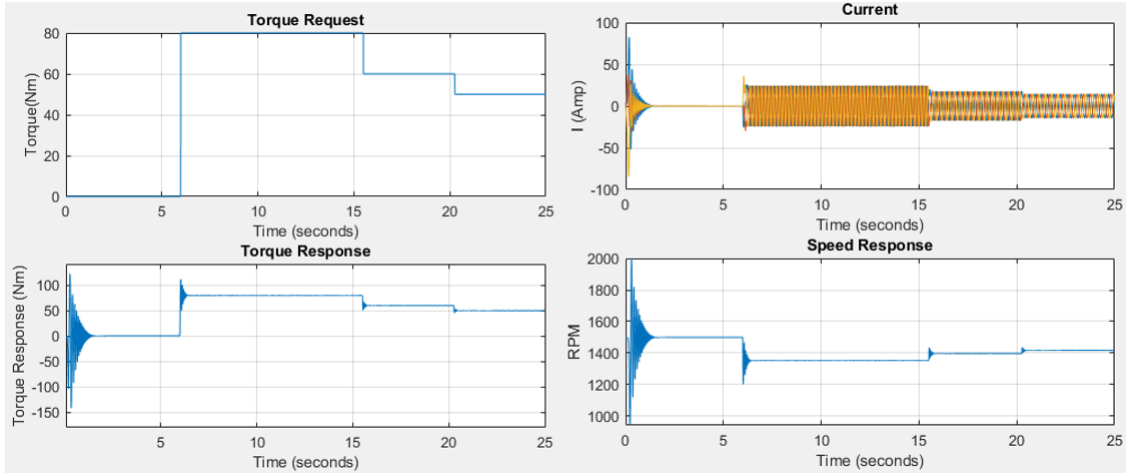 Torque Request
80
60
40
20
0
Torque(Nm)
0 5 10 15 20 25
Time (seconds)
Current
100
50
0
-50
-100
I (Amp)
0 5 10 15 20 25
Time (seconds)
Torque Response
100
50
0
-50
-100
-150
Torque Response (Nm)
5 10 15 20 25
Time (seconds)
Speed Response
2000
1800
1600
1400
1200
1000
RPM
0 5 10 15 20 25
Time (seconds)